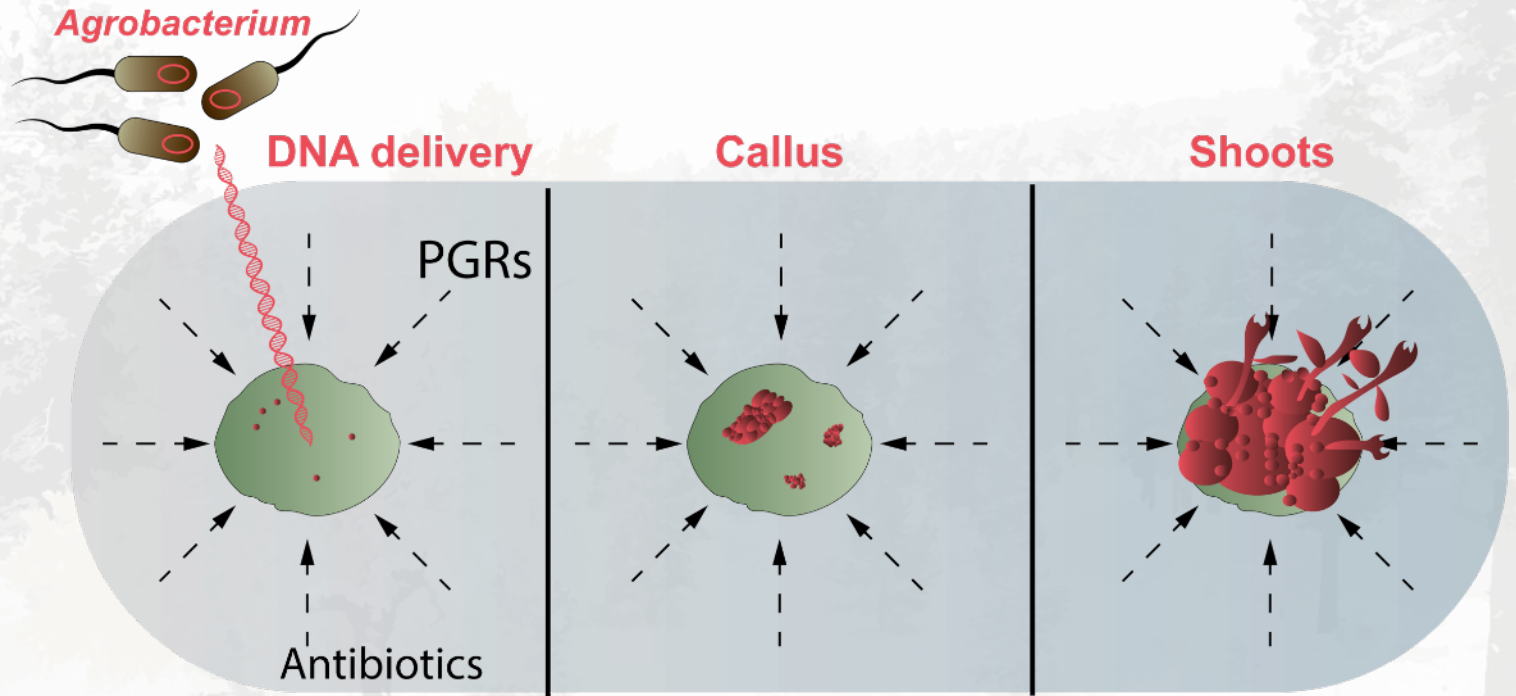 Agrobacterium
DNA delivery
Callus
Shoots
PGRs
Antibiotics